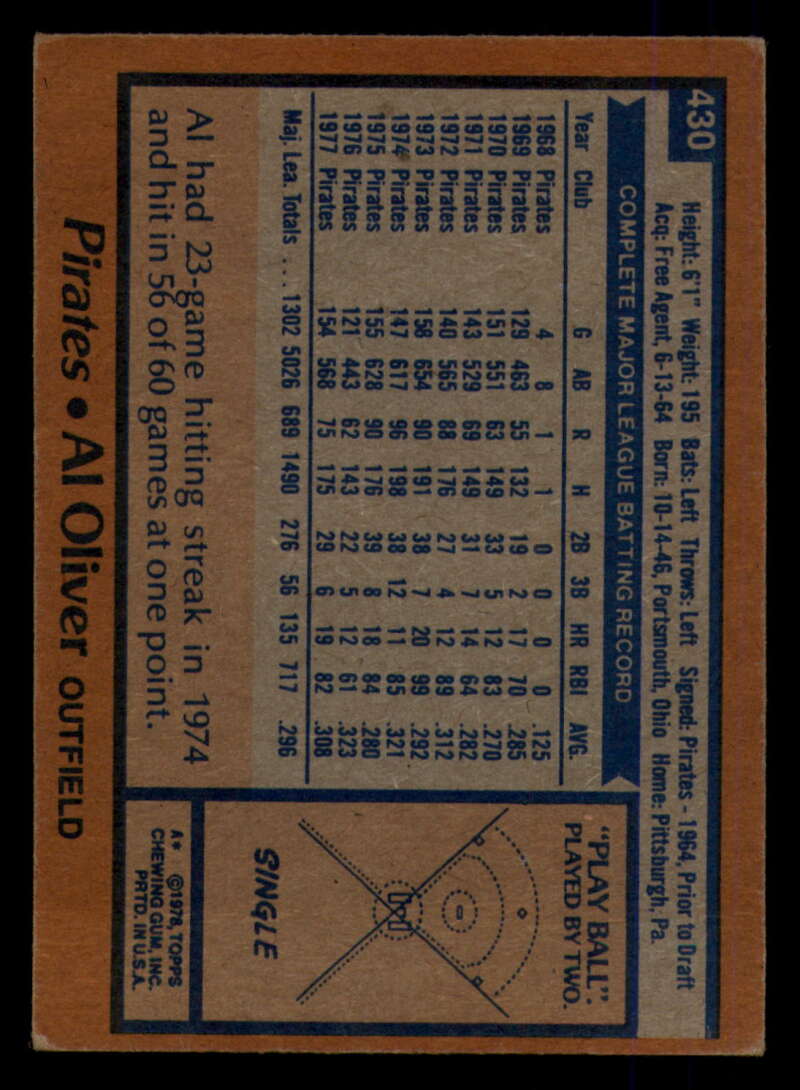 430
Height: 6'1" Weight: 195 Bats: Left Throws: Left Signed: Pirates - 1964, Prior to Draft
Acq: Free Agent, 6-13-64 Born: 10-14-46, Portsmouth, Ohio Home: Pittsburgh, Pa.
COMPLETE MAJOR LEAGUE BATTING RECORD
Year Club G AB R H 2B 3B HR RBI AVG.
1968 Pirates 4 8 1 1 0 0 0 0 .125
1969 Pirates 129 463 55 132 19 2 17 70 .285
1970 Pirates 151 551 63 149 33 5 12 83 .270
1971 Pirates 143 529 69 149 31 7 14 64 .282
1972 Pirates 140 565 88 176 27 4 12 89 .312
1973 Pirates 158 654 90 191 38 7 20 99 .292
1974 Pirates 147 617 96 198 38 12 11 85 .321
1975 Pirates 155 628 90 176 39 8 18 84 .280
1976 Pirates 121 443 62 143 22 5 12 61 .323
1977 Pirates 154 568 75 175 29 6 19 82 .308
Maj. Lea. Totals ... 1302 5026 689 1490 276 56 135 717 .296
Al had 23-game hitting streak in 1974
and hit in 56 of 60 games at one point.
"PLAY BALL".
PLAYED BY TWO.
SINGLE
A* ©1978, TOPPS
CHEWING GUM, INC.
PRTD. IN U.S.A.
Pirates • Al Oliver OUTFIELD